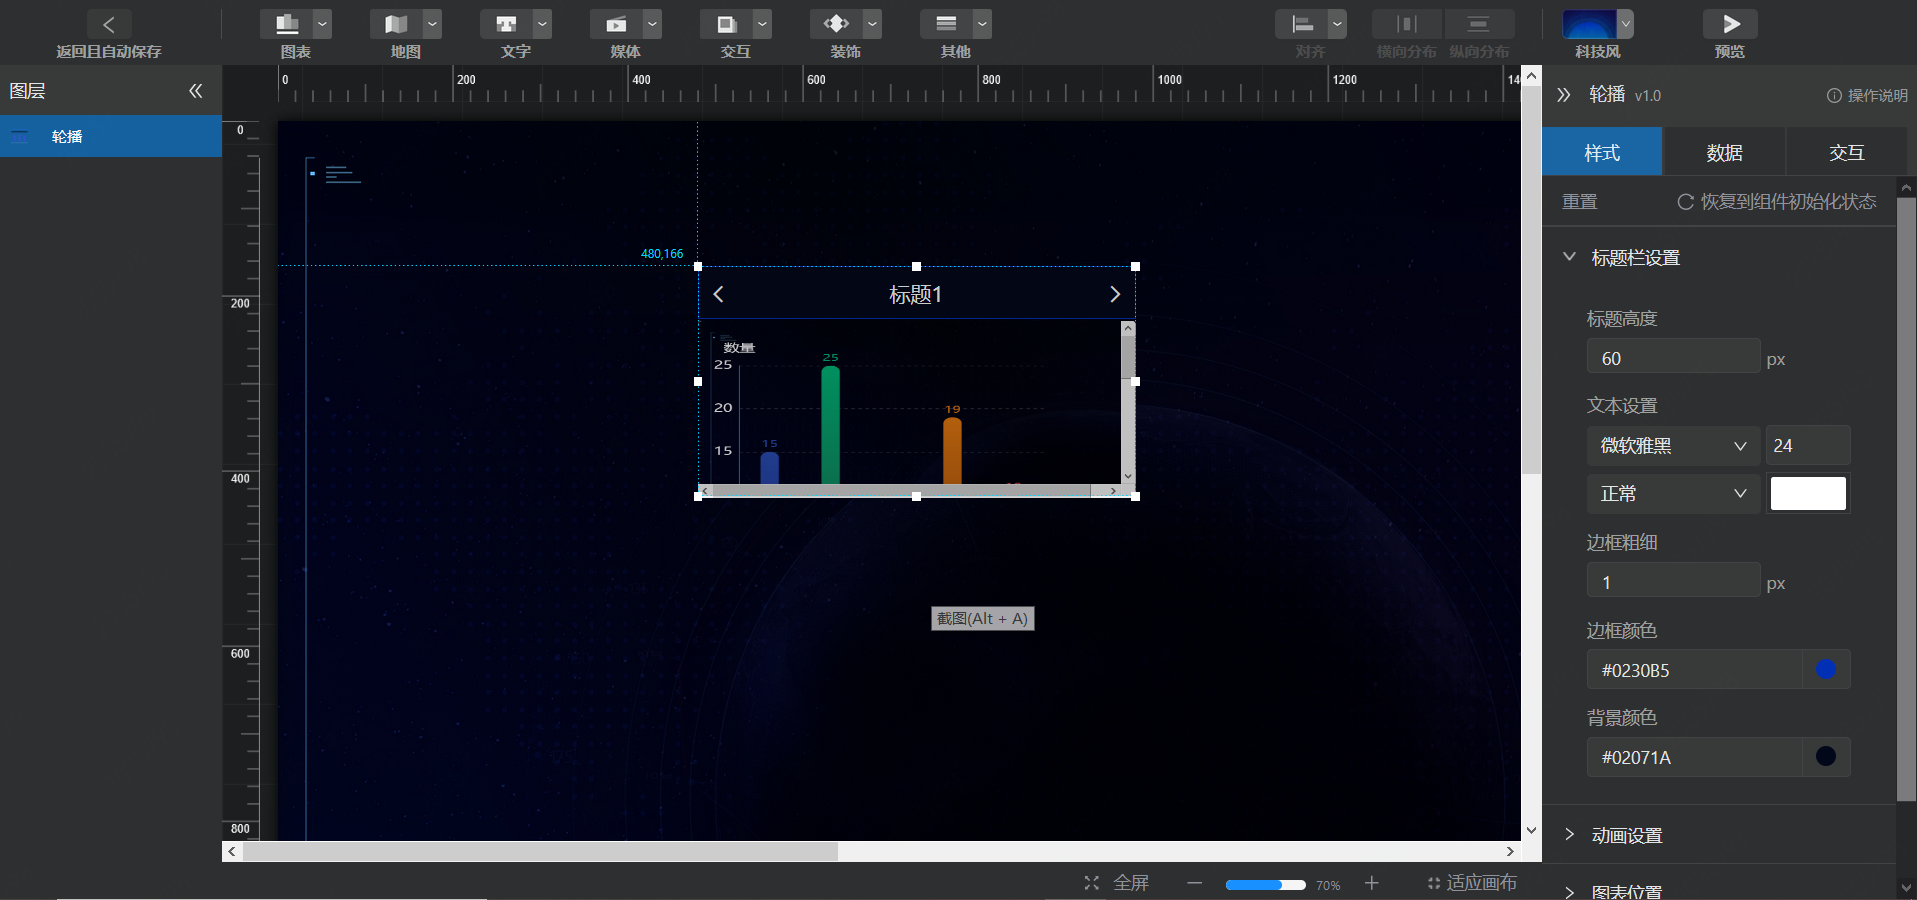 返回且自动保存
图表
地图
文字
媒体
交互
装饰
其他
对齐
横向分布
纵向分布
科技风
预览
图层
轮播
0 200 400 600 800 1000 1200
0
200
400
600
800
480,166
标题1
数量
25
20
15
15
25
19
截图(Alt + A)
全屏
70%
适应画布
轮播 v1.0
操作说明
样式 数据 交互
重置
恢复到组件初始化状态
标题栏设置
标题高度
60 px
文本设置
微软雅黑 24
正常
边框粗细
1 px
边框颜色
#0230B5
背景颜色
#02071A
动画设置
图表位置